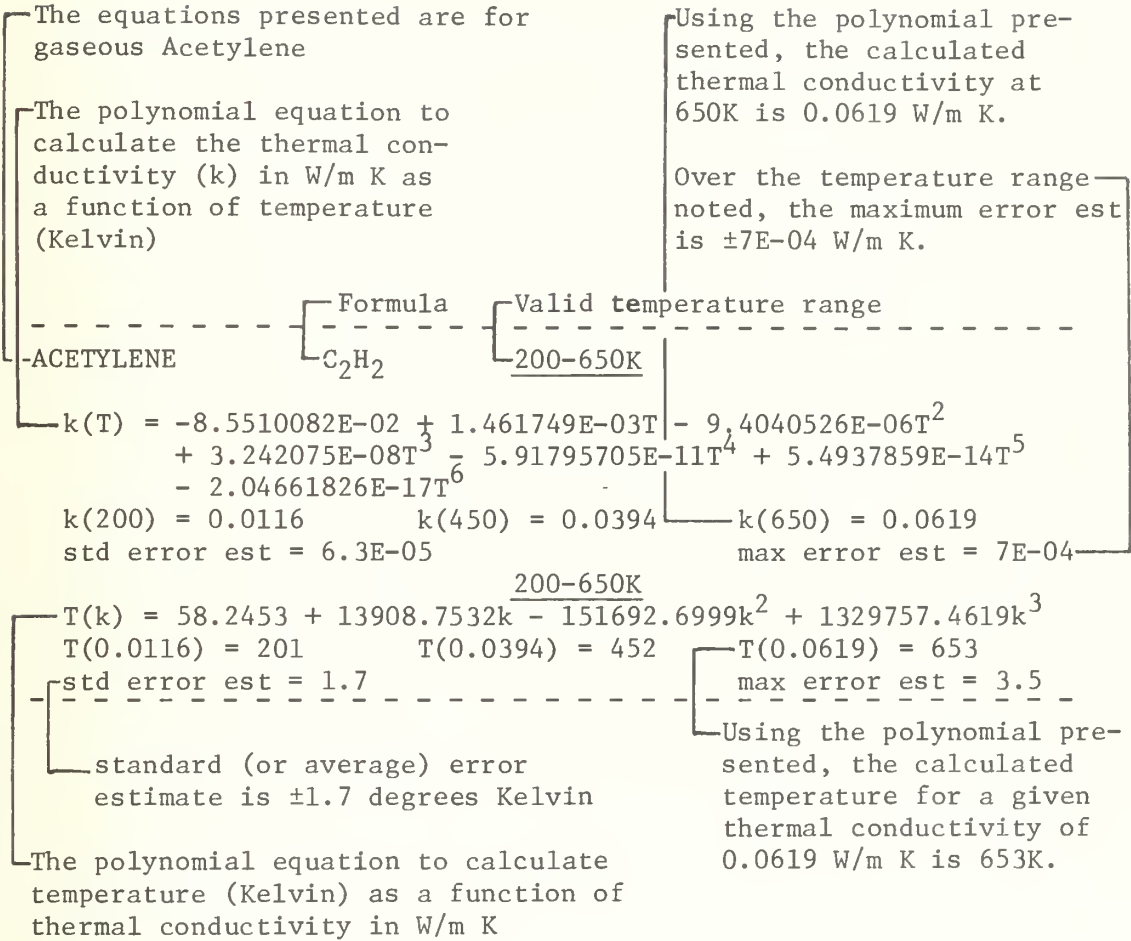 The equations presented are for
gaseous Acetylene
Using the polynomial pre-
sented, the calculated
thermal conductivity at
650K is 0.0619 W/m K.
The polynomial equation to
calculate the thermal con-
ductivity (k) in W/m K as
a function of temperature
(Kelvin)
Over the temperature range
noted, the maximum error est
is ±7E-04 W/m K.
Formula
Valid temperature range
ACETYLENE C₂H₂ 200-650K
k(T) = -8.5510082E-02 + 1.461749E-03T - 9.4040526E-06T²
+ 3.242075E-08T³ - 5.91795705E-11T⁴ + 5.4937859E-14T⁵
- 2.04661826E-17T⁶
k(200) = 0.0116 k(450) = 0.0394 k(650) = 0.0619
std error est = 6.3E-05 max error est = 7E-04
200-650K
T(k) = 58.2453 + 13908.7532k - 151692.6999k² + 1329757.4619k³
T(0.0116) = 201 T(0.0394) = 452 T(0.0619) = 653
std error est = 1.7 max error est = 3.5
standard (or average) error
estimate is ±1.7 degrees Kelvin
Using the polynomial pre-
sented, the calculated
temperature for a given
thermal conductivity of
0.0619 W/m K is 653K.
The polynomial equation to calculate
temperature (Kelvin) as a function of
thermal conductivity in W/m K